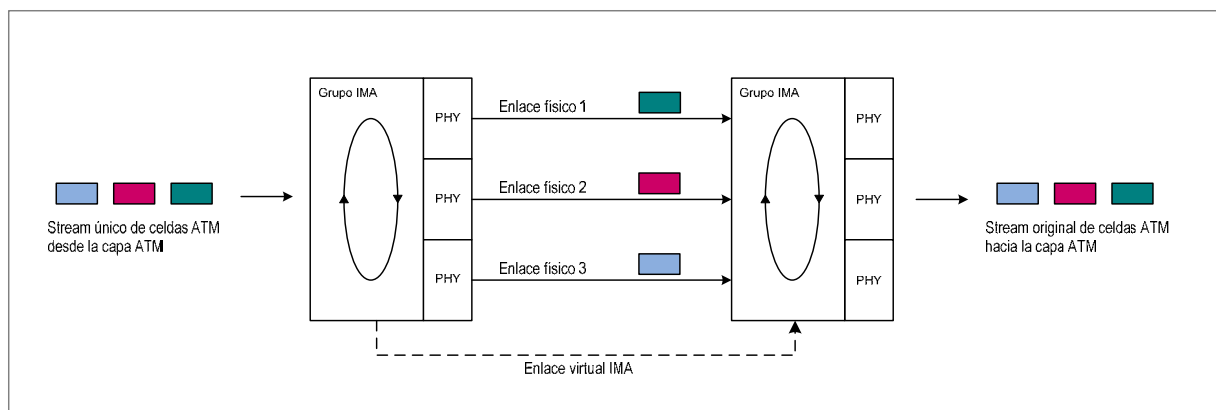 Grupo IMA
PHY
PHY
PHY
Enlace físico 1
Enlace físico 2
Enlace físico 3
Grupo IMA
PHY
PHY
PHY
Stream único de celdas ATM
desde la capa ATM
Stream original de celdas ATM
hacia la capa ATM
Enlace virtual IMA